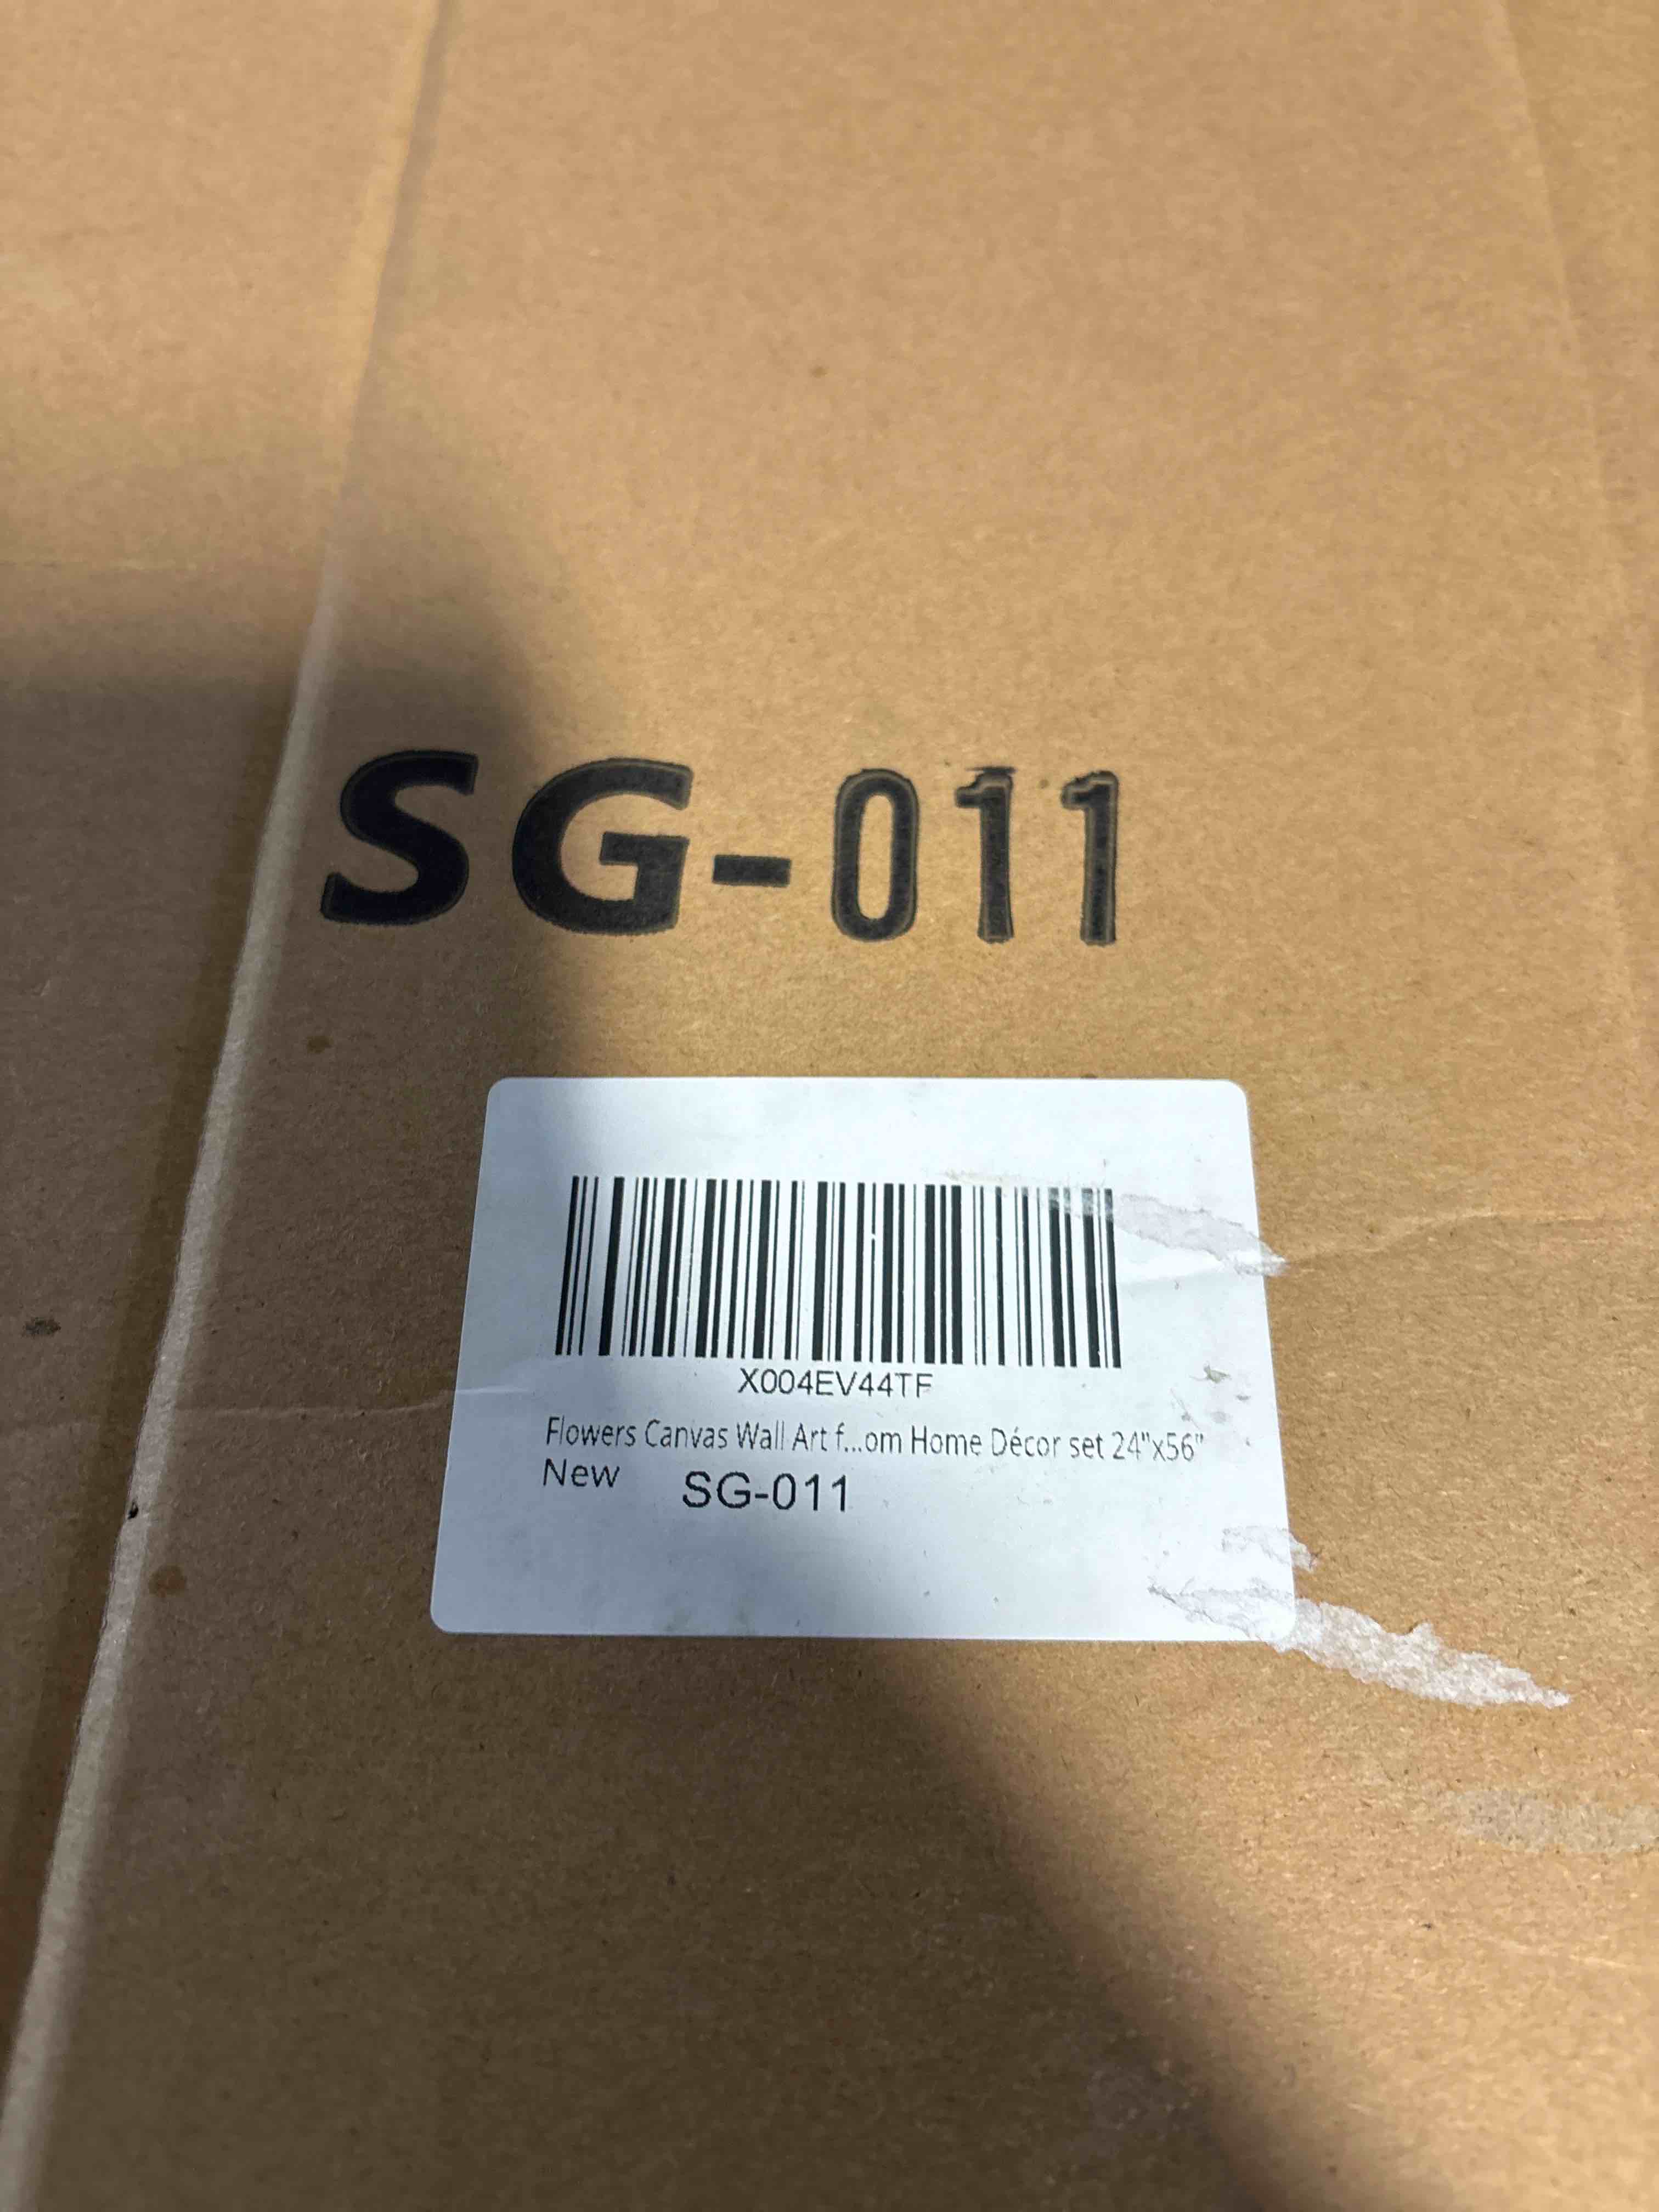 SG-011
X004EV44TF
Flowers Canvas Wall Art f...om Home Décor set 24"x56"
New SG-011